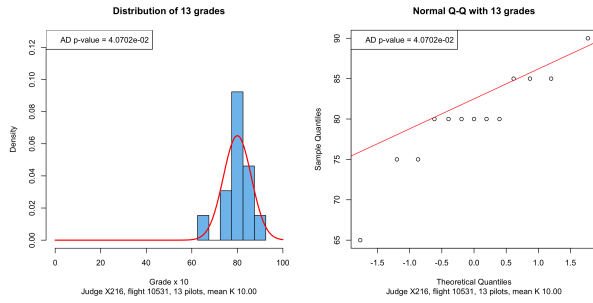 Distribution of 13 grades
AD p-value = 4.0702e-02
Density
0.00 0.02 0.04 0.06 0.08 0.10 0.12
0 20 40 60 80 100
Grade x 10
Judge X216, flight 10531, 13 pilots, mean K 10.00
Normal Q-Q with 13 grades
AD p-value = 4.0702e-02
Sample Quantiles
65 70 75 80 85 90
-1.5 -1.0 -0.5 0.0 0.5 1.0 1.5
Theoretical Quantiles
Judge X216, flight 10531, 13 pilots, mean K 10.00